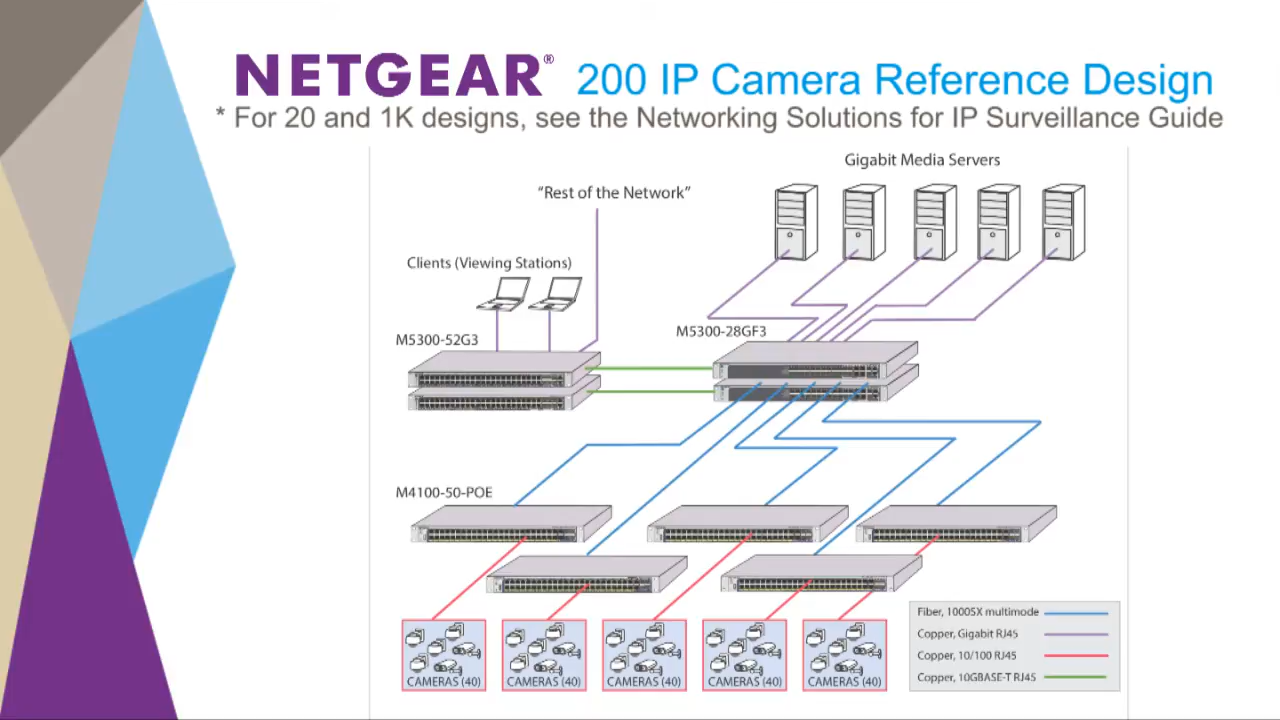 NETGEAR® 200 IP Camera Reference Design
* For 20 and 1K designs, see the Networking Solutions for IP Surveillance Guide
Gigabit Media Servers
“Rest of the Network”
Clients (Viewing Stations)
M5300-28GF3
M5300-52G3
M4100-50-POE
CAMERAS (40)
CAMERAS (40)
CAMERAS (40)
CAMERAS (40)
CAMERAS (40)
Fiber, 1000SX multimode
Copper, Gigabit RJ45
Copper, 10/100 RJ45
Copper, 10GBASE-T RJ45